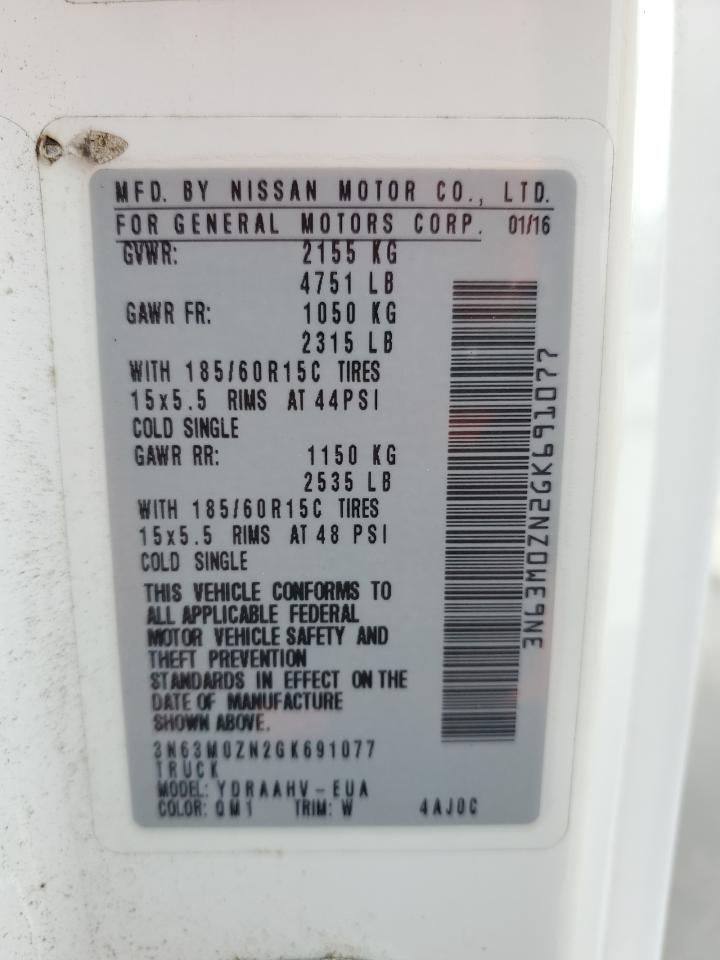 MFD. BY NISSAN MOTOR CO., LTD.
FOR GENERAL MOTORS CORP. 01/16
GVWR: 2155 KG
4751 LB
GAWR FR: 1050 KG
2315 LB
WITH 185/60R15C TIRES
15x5.5 RIMS AT 44PSI
COLD SINGLE
GAWR RR: 1150 KG
2535 LB
WITH 185/60R15C TIRES
15x5.5 RIMS AT 48 PSI
COLD SINGLE
THIS VEHICLE CONFORMS TO
ALL APPLICABLE FEDERAL
MOTOR VEHICLE SAFETY AND
THEFT PREVENTION
STANDARDS IN EFFECT ON THE
DATE OF MANUFACTURE
SHOWN ABOVE.
3N63M0ZN2GK691077
TRUCK
MODEL: YDRAAHV-EUA
COLOR: QM1 TRIM: W 4AJ0C
3N63M0ZN2GK691077